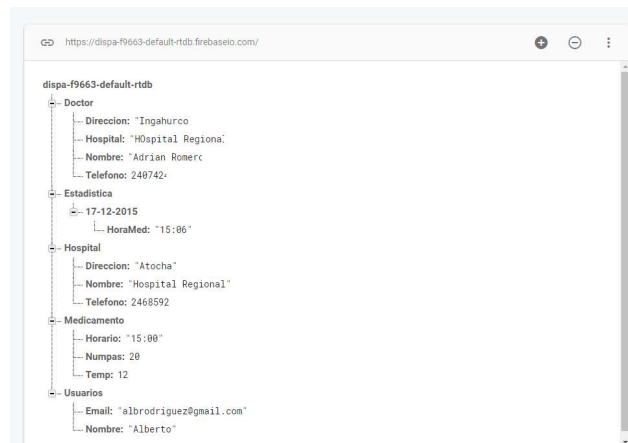 https://dispa-f9663-default-rtdb.firebaseio.com/
dispa-f9663-default-rtdb
Doctor
Direccion: "Ingahurco
Hospital: "HOspital Regional
Nombre: "Adrian Romero
Telefono: 240742
Estadistica
17-12-2015
HoraMed: "15:06"
Hospital
Direccion: "Atocha"
Nombre: "Hospital Regional"
Telefono: 2468592
Medicamento
Horario: "15:00"
Numpas: 20
Temp: 12
Usuarios
Email: "albrodriguez@gmail.com"
Nombre: "Alberto"